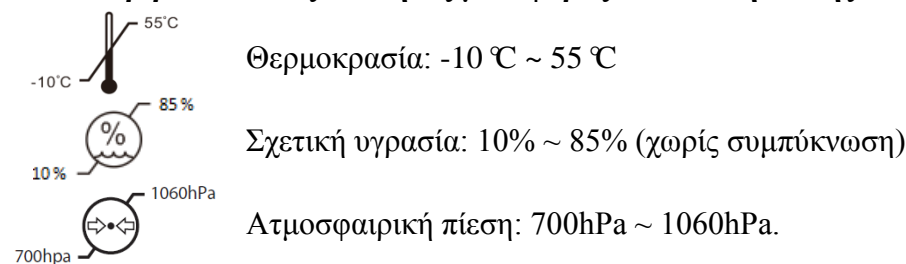 55°C
-10°C
Θερμοκρασία: -10 ℃ ~ 55 ℃
85 %
%
10 %
Σχετική υγρασία: 10% ~ 85% (χωρίς συμπύκνωση)
1060hPa
700hpa
Ατμοσφαιρική πίεση: 700hPa ~ 1060hPa.